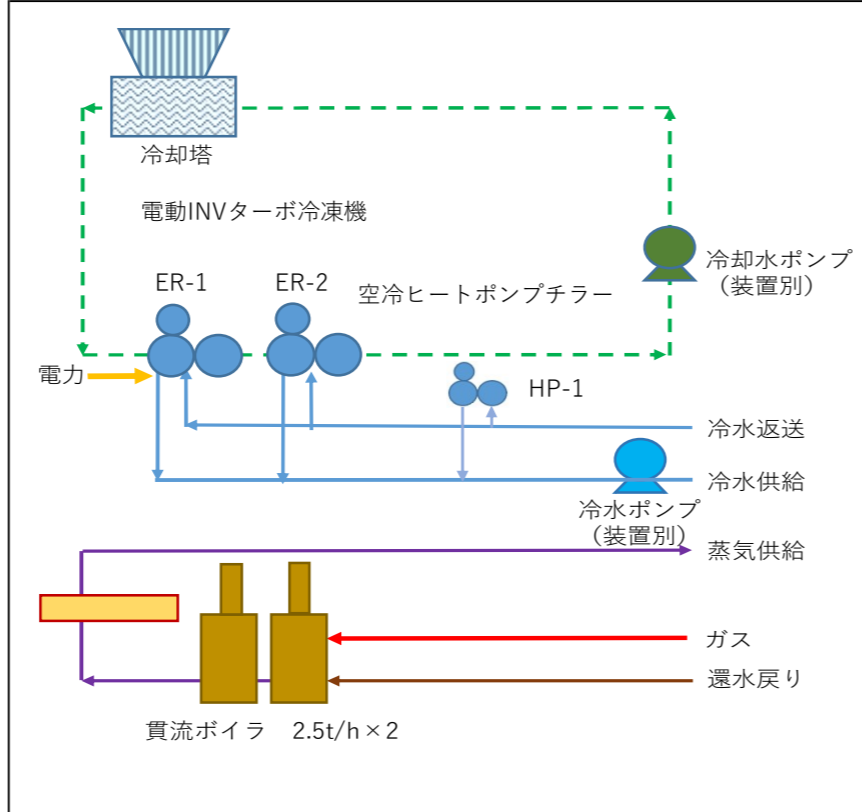 冷却塔
電動INVターボ冷凍機
冷却水ポンプ
（装置別）
ER-1
ER-2
空冷ヒートポンプチラー
電力
HP-1
冷水返送
冷水供給
冷水ポンプ
（装置別）
蒸気供給
ガス
還水戻り
貫流ボイラ 2.5t/h×2